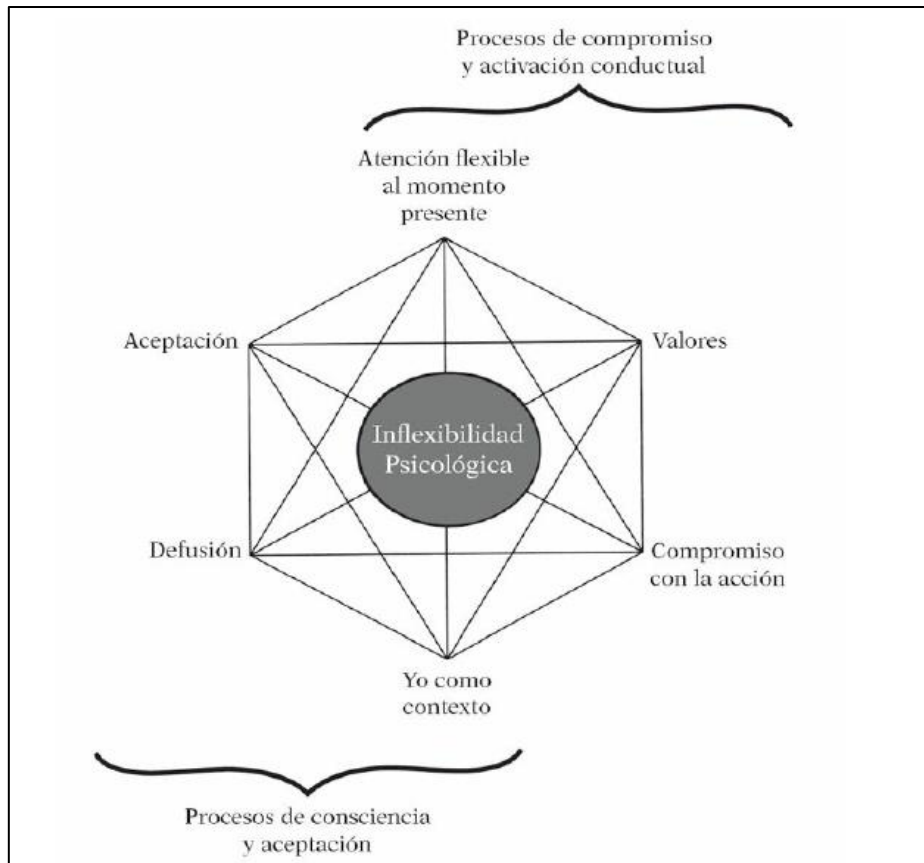 Procesos de compromiso
y activación conductual
Atención flexible
al momento
presente
Aceptación
Valores
Inflexibilidad
Psicológica
Defusión
Compromiso
con la acción
Yo como
contexto
Procesos de consciencia
y aceptación